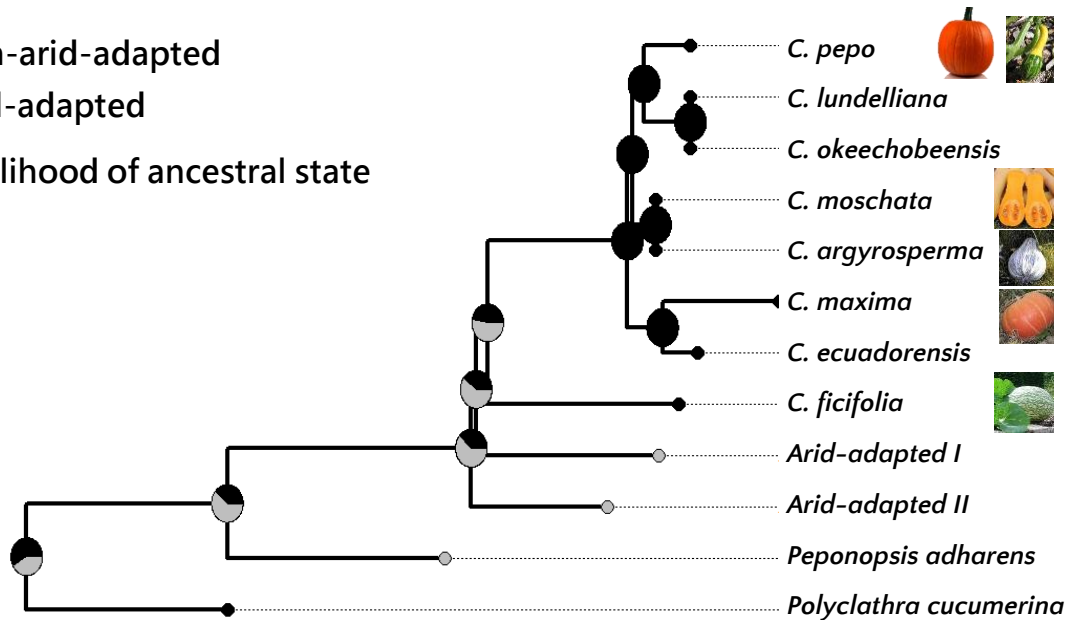 -arid-adapted
-adapted
lihood of ancestral state
C. pepo
C. lundelliana
C. okeechobeensis
C. moschata
C. argyrosperma
C. maxima
C. ecuadorensis
C. ficifolia
Arid-adapted I
Arid-adapted II
Peponopsis adharens
Polyclathra cucumerina